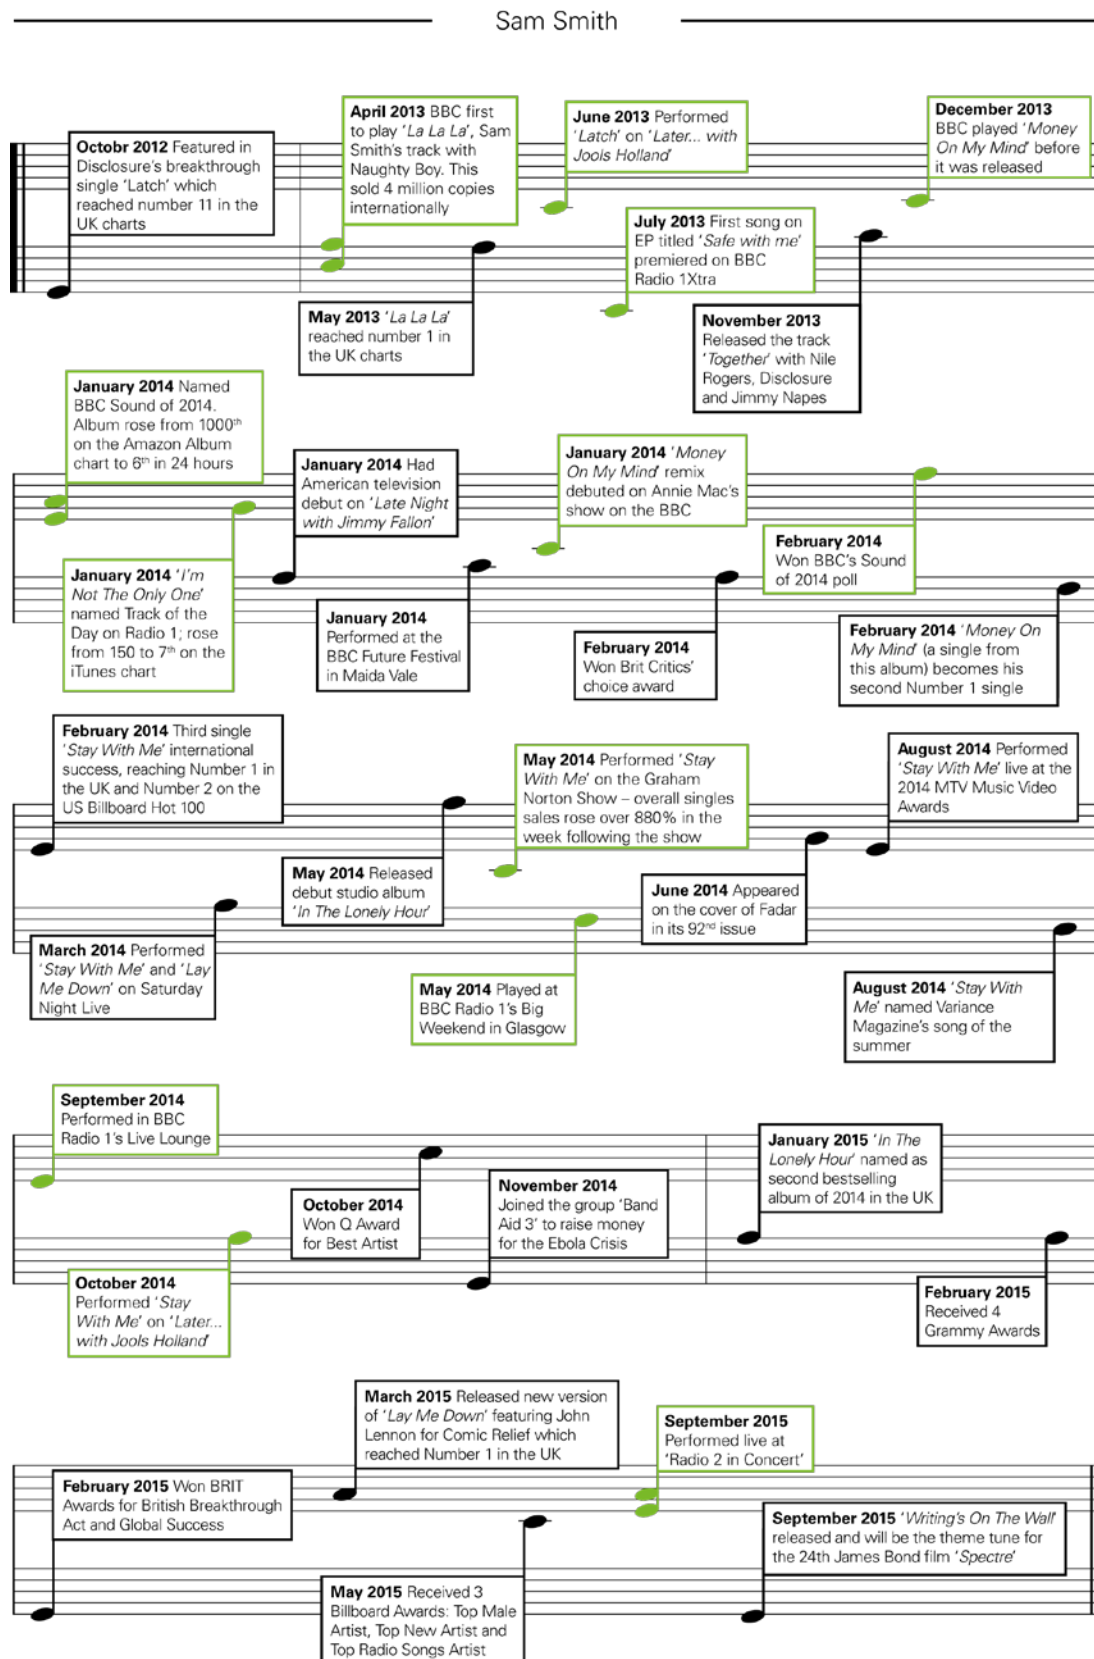 Sam Smith
Octobr 2012 Featured in
Disclosure's breakthrough
single 'Latch' which
reached number 11 in the
UK charts
April 2013 BBC first
to play 'La La La', Sam
Smith's track with
Naughty Boy. This
sold 4 million copies
internationally
May 2013 'La La La'
reached number 1 in
the UK charts
June 2013 Performed
'Latch' on 'Later... with
Jools Holland'
July 2013 First song on
EP titled 'Safe with me'
premiered on BBC
Radio 1Xtra
November 2013
Released the track
'Together' with Nile
Rogers, Disclosure
and Jimmy Napes
December 2013
BBC played 'Money
On My Mind' before
it was released
January 2014 Named
BBC Sound of 2014.
Album rose from 1000th
on the Amazon Album
chart to 6th in 24 hours
January 2014 'I'm
Not The Only One'
named Track of the
Day on Radio 1; rose
from 150 to 7th on the
iTunes chart
January 2014 Had
American television
debut on 'Late Night
with Jimmy Fallon'
January 2014
Performed at the
BBC Future Festival
in Maida Vale
January 2014 'Money
On My Mind' remix
debuted on Annie Mac's
show on the BBC
February 2014
Won Brit Critics'
choice award
February 2014
Won BBC's Sound
of 2014 poll
February 2014 'Money On
My Mind' (a single from
this album) becomes his
second Number 1 single
February 2014 Third single
'Stay With Me' international
success, reaching Number 1 in
the UK and Number 2 on the
US Billboard Hot 100
March 2014 Performed
'Stay With Me' and 'Lay
Me Down' on Saturday
Night Live
May 2014 Released
debut studio album
'In The Lonely Hour'
May 2014 Performed 'Stay
With Me' on the Graham
Norton Show – overall singles
sales rose over 880% in the
week following the show
May 2014 Played at
BBC Radio 1's Big
Weekend in Glasgow
June 2014 Appeared
on the cover of Fadar
in its 92nd issue
August 2014 Performed
'Stay With Me' live at the
2014 MTV Music Video
Awards
August 2014 'Stay With
Me' named Variance
Magazine's song of the
summer
September 2014
Performed in BBC
Radio 1's Live Lounge
October 2014
Performed 'Stay
With Me' on 'Later...
with Jools Holland'
October 2014
Won Q Award
for Best Artist
November 2014
Joined the group 'Band
Aid 3' to raise money
for the Ebola Crisis
January 2015 'In The
Lonely Hour' named as
second bestselling
album of 2014 in the UK
February 2015
Received 4
Grammy Awards
February 2015 Won BRIT
Awards for British Breakthrough
Act and Global Success
March 2015 Released new version
of 'Lay Me Down' featuring John
Lennon for Comic Relief which
reached Number 1 in the UK
May 2015 Received 3
Billboard Awards: Top Male
Artist, Top New Artist and
Top Radio Songs Artist
September 2015
Performed live at
'Radio 2 in Concert'
September 2015 'Writing's On The Wall'
released and will be the theme tune for
the 24th James Bond film 'Spectre'